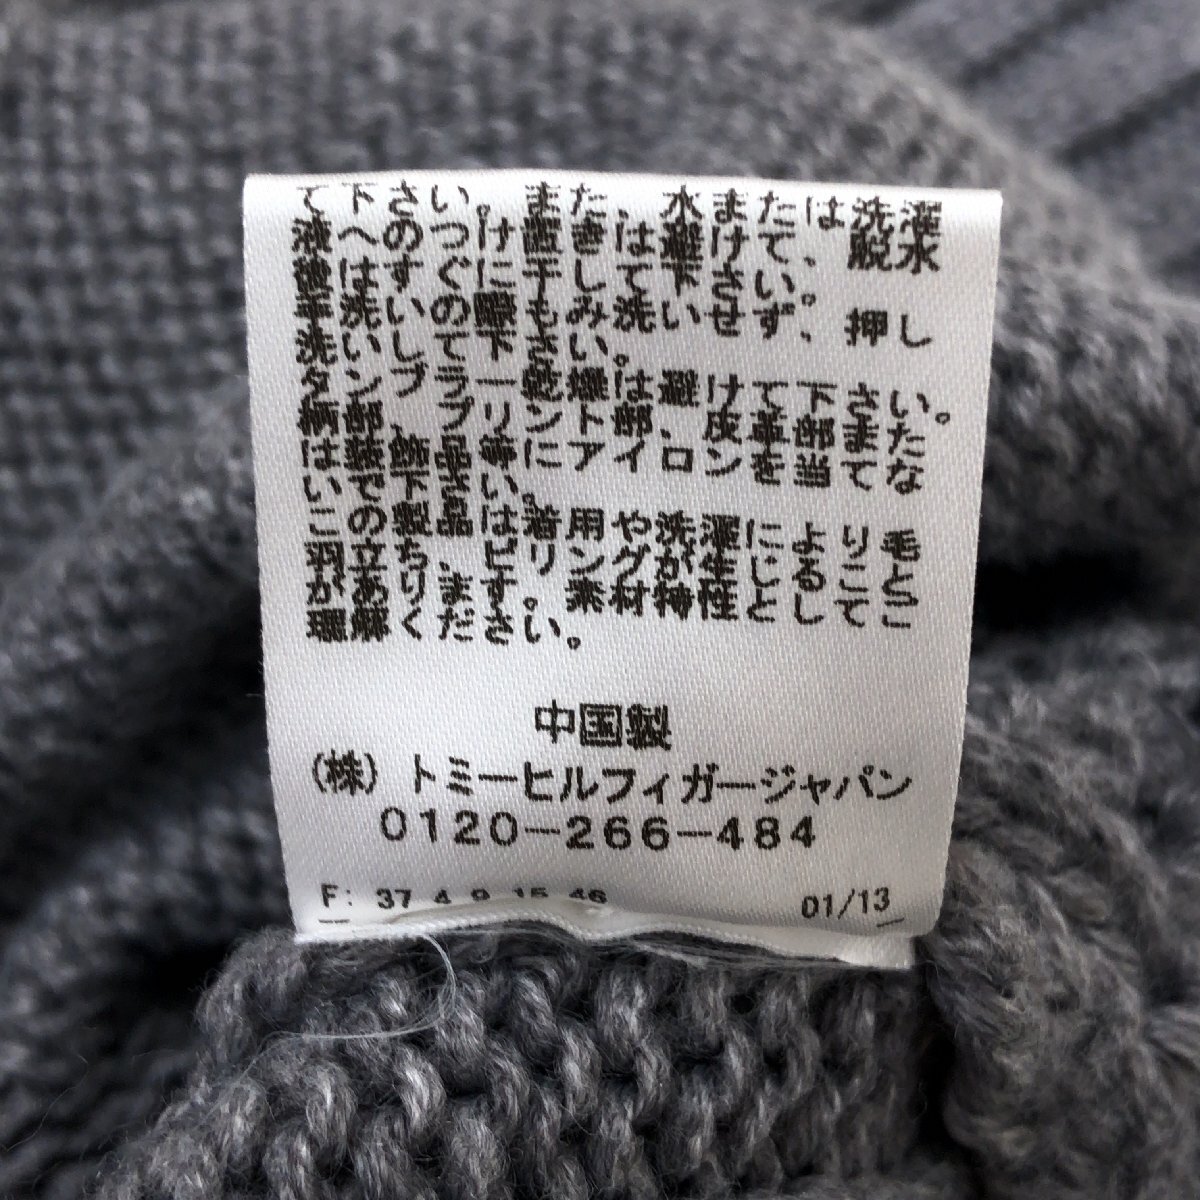 て下さい。また、水または洗濯
液へのつけ置きは避けて、脱水
後はすぐに陰干しして下さい。
手洗いの際もみ洗いせず、押し
洗いして下さい。
タンブラー乾燥は避けて下さい。
柄部、プリント部、皮革部また
は装飾品等にアイロンを当てな
いで下さい。
この製品は着用や洗濯により毛
羽立ち、ピリングが生じること
があります。素材特性としてご
理解ください。
中国製
(株) トミーヒルフィガージャパン
0120-266-484
F: 37 4 9 15 46
01/13